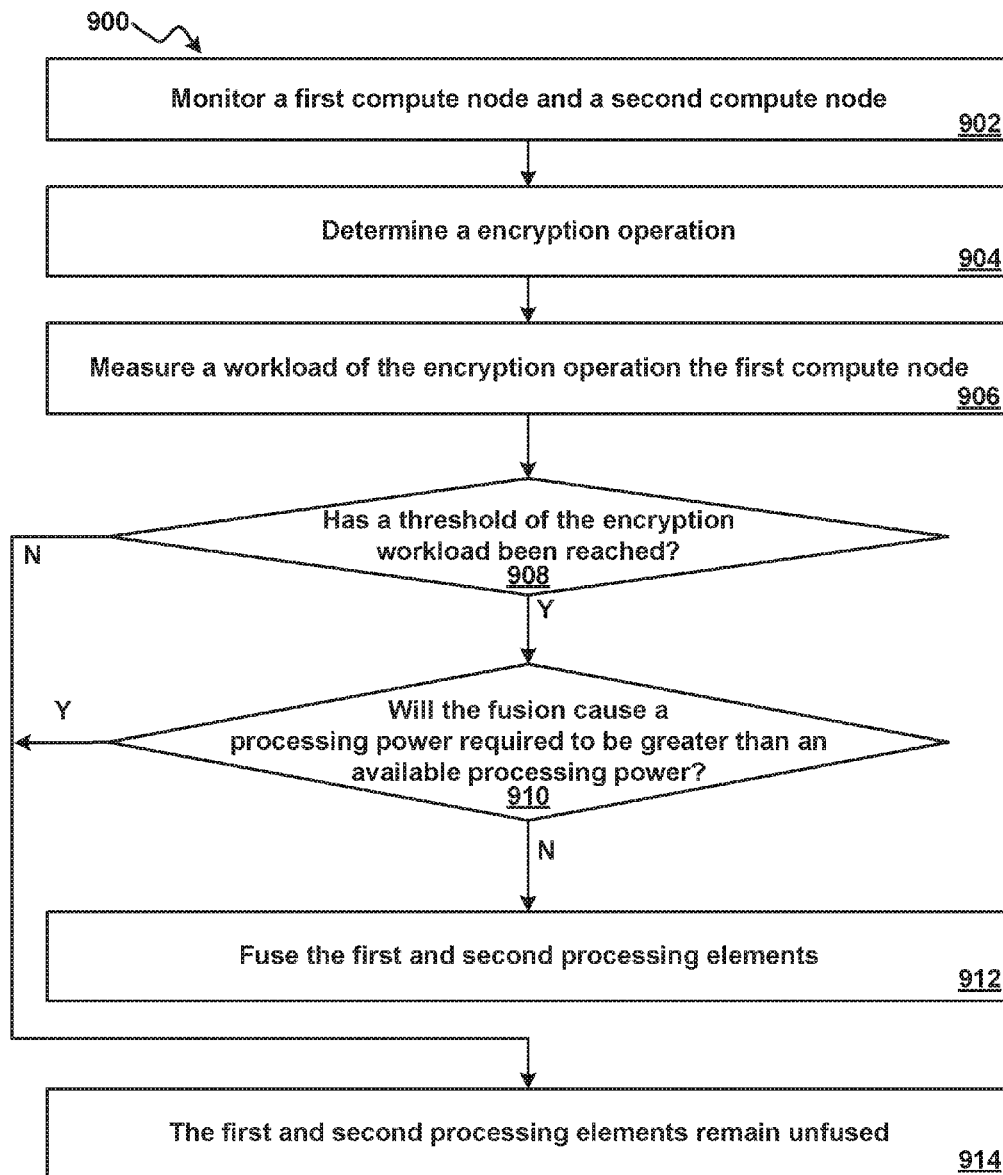 900
Monitor a first compute node and a second compute node
902
Determine a encryption operation
904
Measure a workload of the encryption operation the first compute node
906
Has a threshold of the encryption
workload been reached?
908
N
Y
Y
Will the fusion cause a
processing power required to be greater than an
available processing power?
910
N
Fuse the first and second processing elements
912
The first and second processing elements remain unfused
914